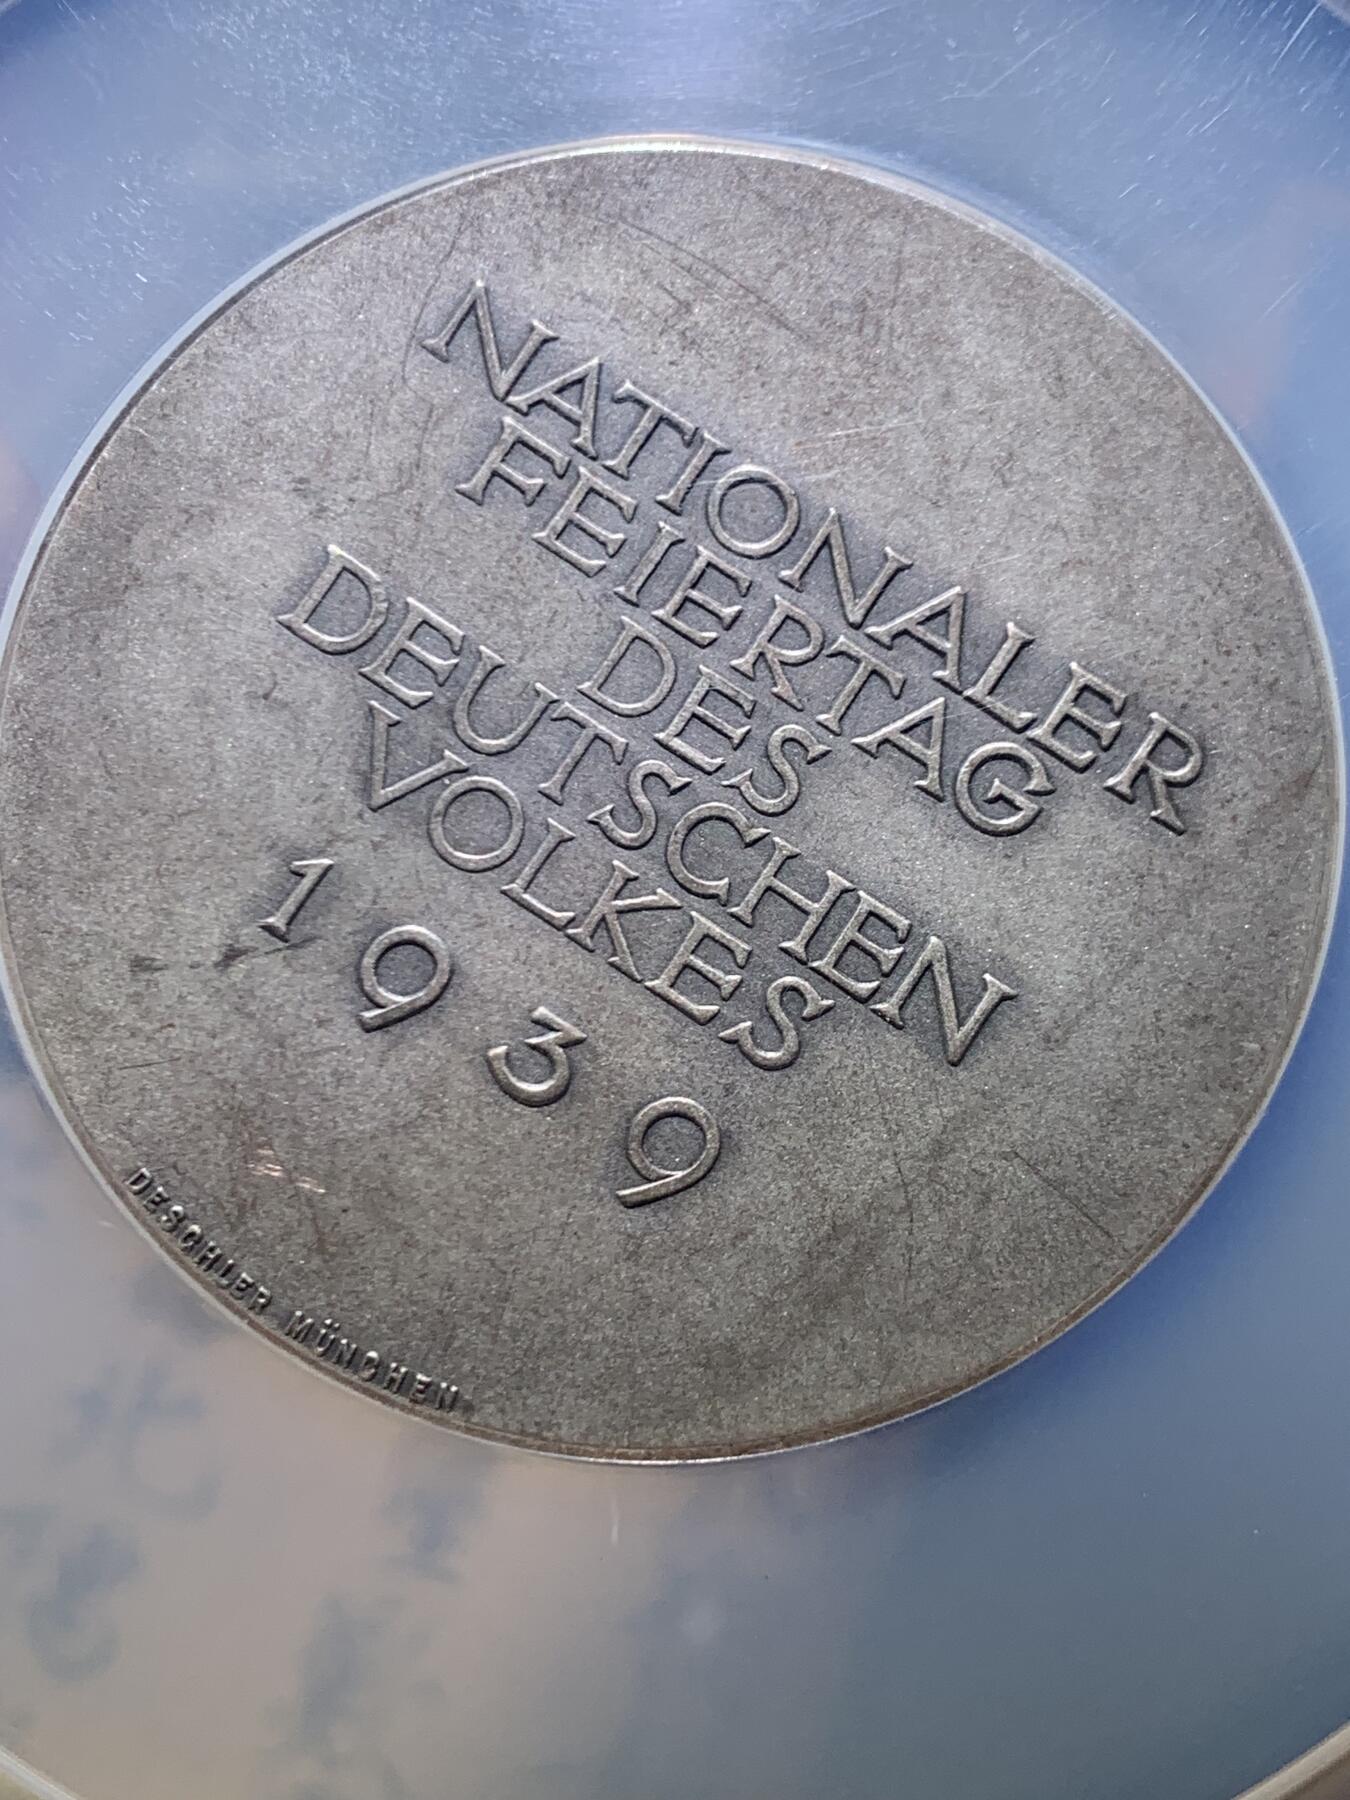 NATIONALER
FEIERTAG
DES
DEUTSCHEN
VOLKES
1939
DESCHLER MÜNCHEN